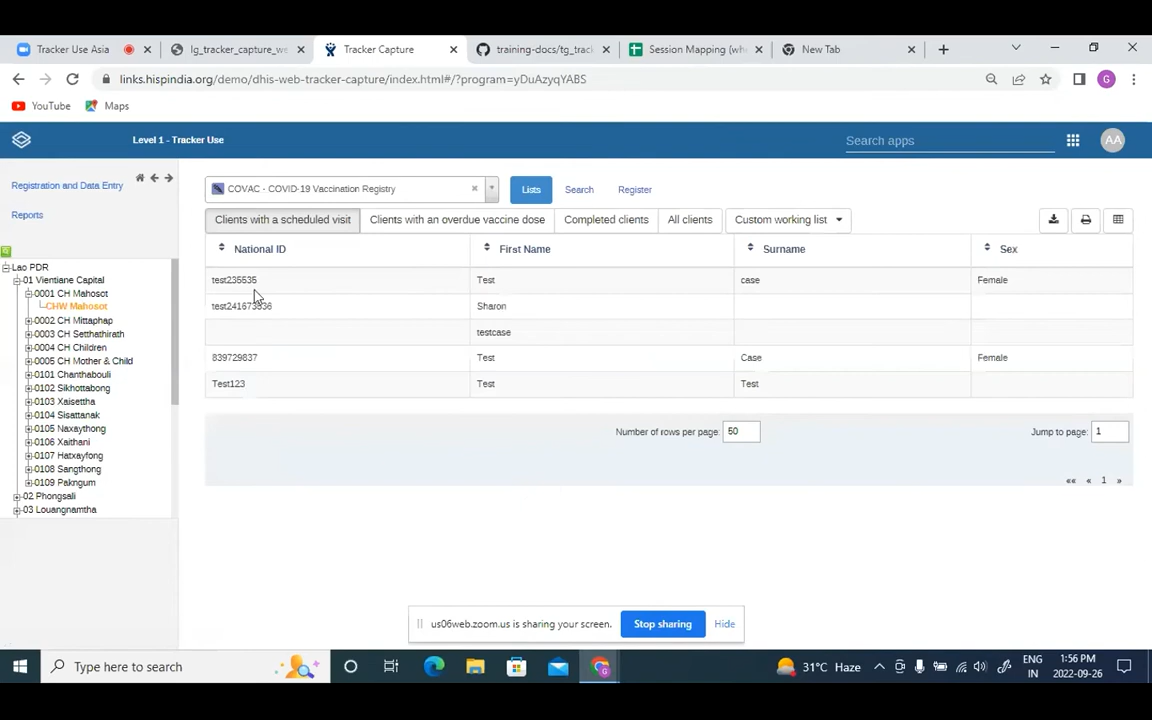 Tracker Use Asia
lg_tracker_capture_we
Tracker Capture
training-docs/tg_track
Session Mapping (whe
New Tab
links.hispindia.org/demo/dhis-web-tracker-capture/index.html#/?program=yDuAzyqYABS
G
YouTube
Maps
Level 1 - Tracker Use
Search apps
AA
Registration and Data Entry
Reports
COVAC - COVID-19 Vaccination Registry
Lists
Search
Register
Clients with a scheduled visit
Clients with an overdue vaccine dose
Completed clients
All clients
Custom working list
National ID First Name Surname Sex
test235535 Test case Female
test241673836 Sharon
testcase
839729837 Test Case Female
Test123 Test Test
Number of rows per page: 50
Jump to page: 1
«« « 1 »
Lao PDR
01 Vientiane Capital
0001 CH Mahosot
CHW Mahosot
0002 CH Mittaphap
0003 CH Setthathirath
0004 CH Children
0005 CH Mother & Child
0101 Chanthabouli
0102 Sikhottabong
0103 Xaisettha
0104 Sisattanak
0105 Naxaythong
0106 Xaithani
0107 Hatxayfong
0108 Sangthong
0109 Pakngum
02 Phongsali
03 Louangnamtha
us06web.zoom.us is sharing your screen.
Stop sharing
Hide
Type here to search
31°C Haze
ENG
IN
1:56 PM
2022-09-26